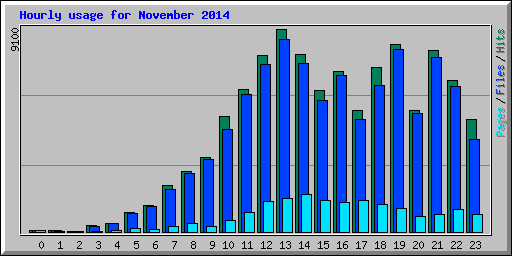 Hourly usage for November 2014
9100
Pages/Files/Hits
0 1 2 3 4 5 6 7 8 9 10 11 12 13 14 15 16 17 18 19 20 21 22 23